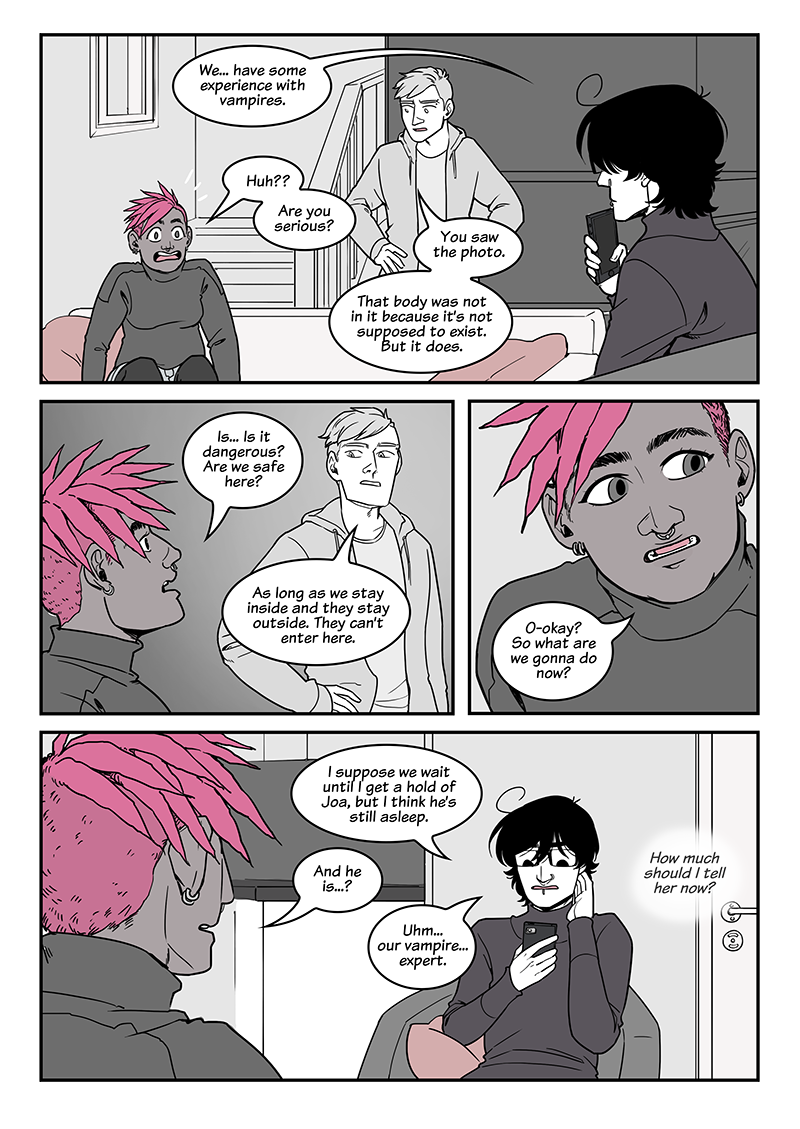 We... have some
experience with
vampires.
Huh??
Are you
serious?
You saw
the photo.
That body was not
in it because it's not
supposed to exist.
But it does.
Is... Is it
dangerous?
Are we safe
here?
As long as we stay
inside and they stay
outside. They can't
enter here.
O-okay?
So what are
we gonna do
now?
I suppose we wait
until I get a hold of
Joa, but I think he's
still asleep.
And he
is...?
Uhm...
our vampire...
expert.
How much
should I tell
her now?